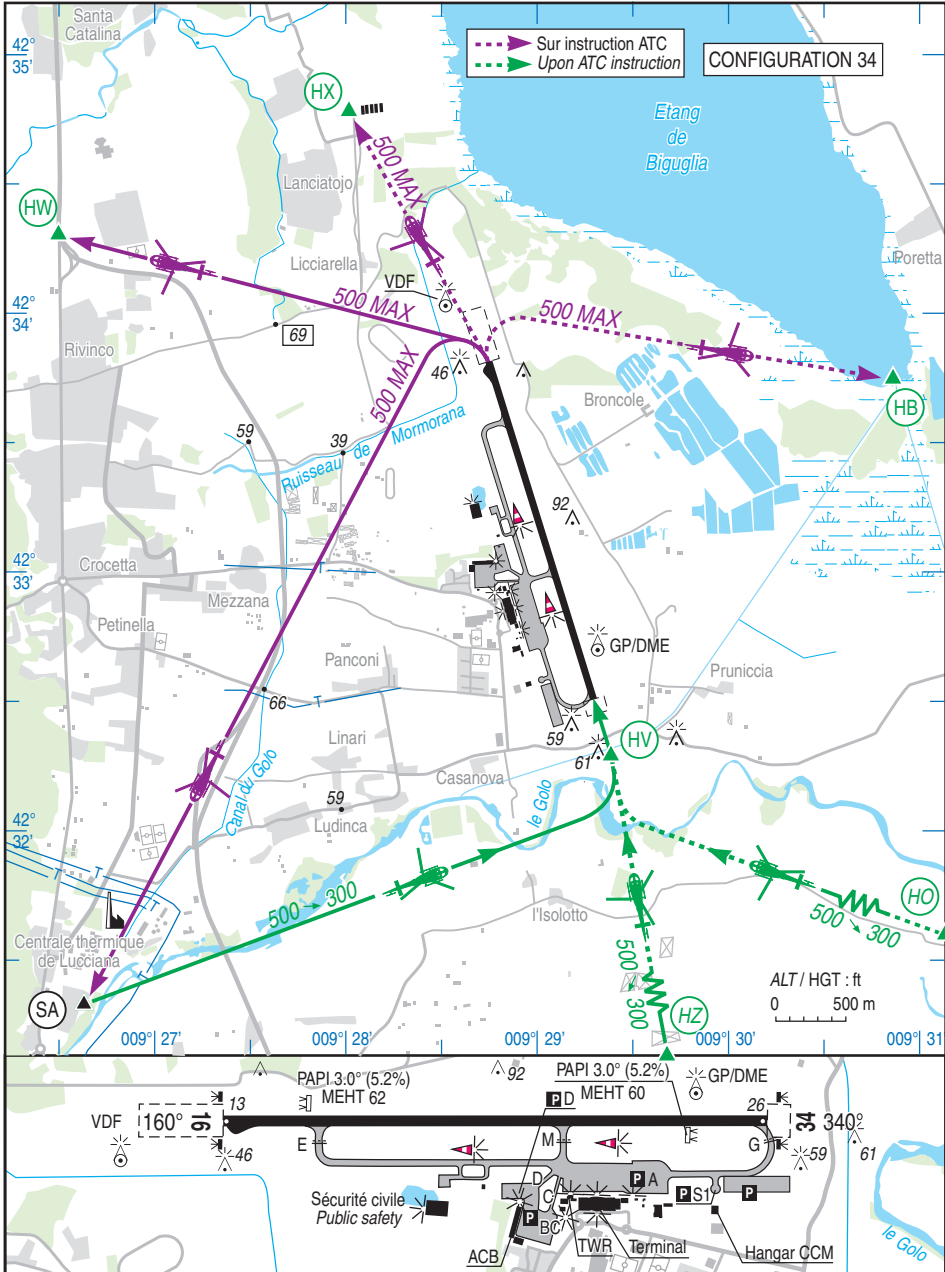 Santa
Catalina
42°
35'
Sur instruction ATC
Upon ATC instruction
CONFIGURATION 34
HX
Etang
de
Biguglia
500 MAX
Lanciatojo
HW
Licciarella
Poretta
VDF
42°
34'
500 MAX
500 MAX
69
Rivinco
46
500 MAX
HB
Broncole
59
39
Ruisseau de Mormorana
92
42°
33'
Crocetta
Mezzana
Petinella
GP/DME
Panconi
Pruniccia
T
T
66
59
HV
Linari
61
Casanova
Canal du Golo
le Golo
59
Ludinca
42°
32'
T
T
T
T
HO
500 → 300
500 → 300
l'Isolotto
Centrale thermique
de Lucciana
T
T
500 → 300
ALT / HGT : ft
SA
HZ
0 500 m
009° 27'
009° 28'
009° 29'
009° 30'
009° 31'
PAPI 3.0° (5.2%)
MEHT 62
92
PAPI 3.0° (5.2%)
MEHT 60
GP/DME
P D
13
26
VDF
160°
16
34
340°
E
M
G
46
59
61
D
P A
C
P S1
P
Sécurité civile
Public safety
P
BC
le Golo
ACB
TWR
Terminal
Hangar CCM